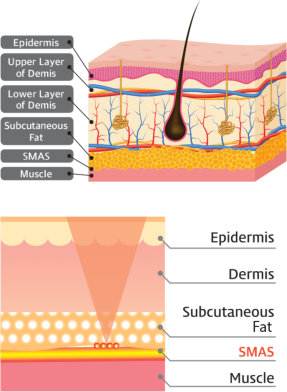 Epidermis
Upper Layer
of Demis
Lower Layer
of Demis
Subcutaneous
Fat
SMAS
Muscle
Epidermis
Dermis
Subcutaneous
Fat
SMAS
Muscle